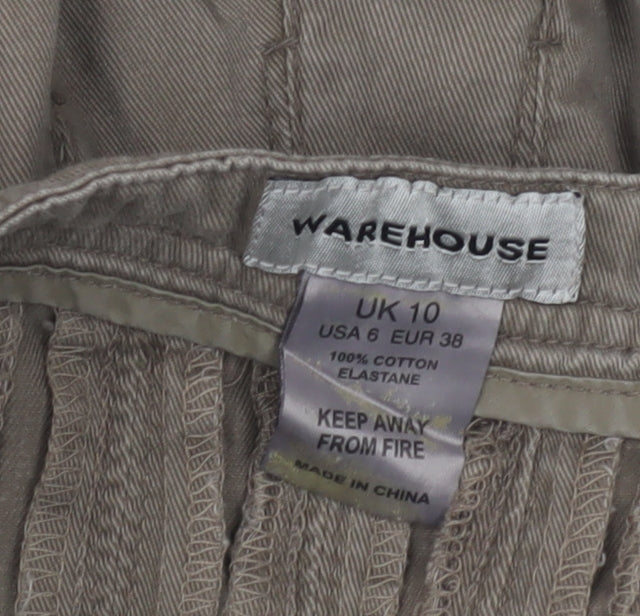 WAREHOUSE
UK 10
USA 6 EUR 38
100% COTTON
ELASTANE
KEEP AWAY
FROM FIRE
MADE IN CHINA